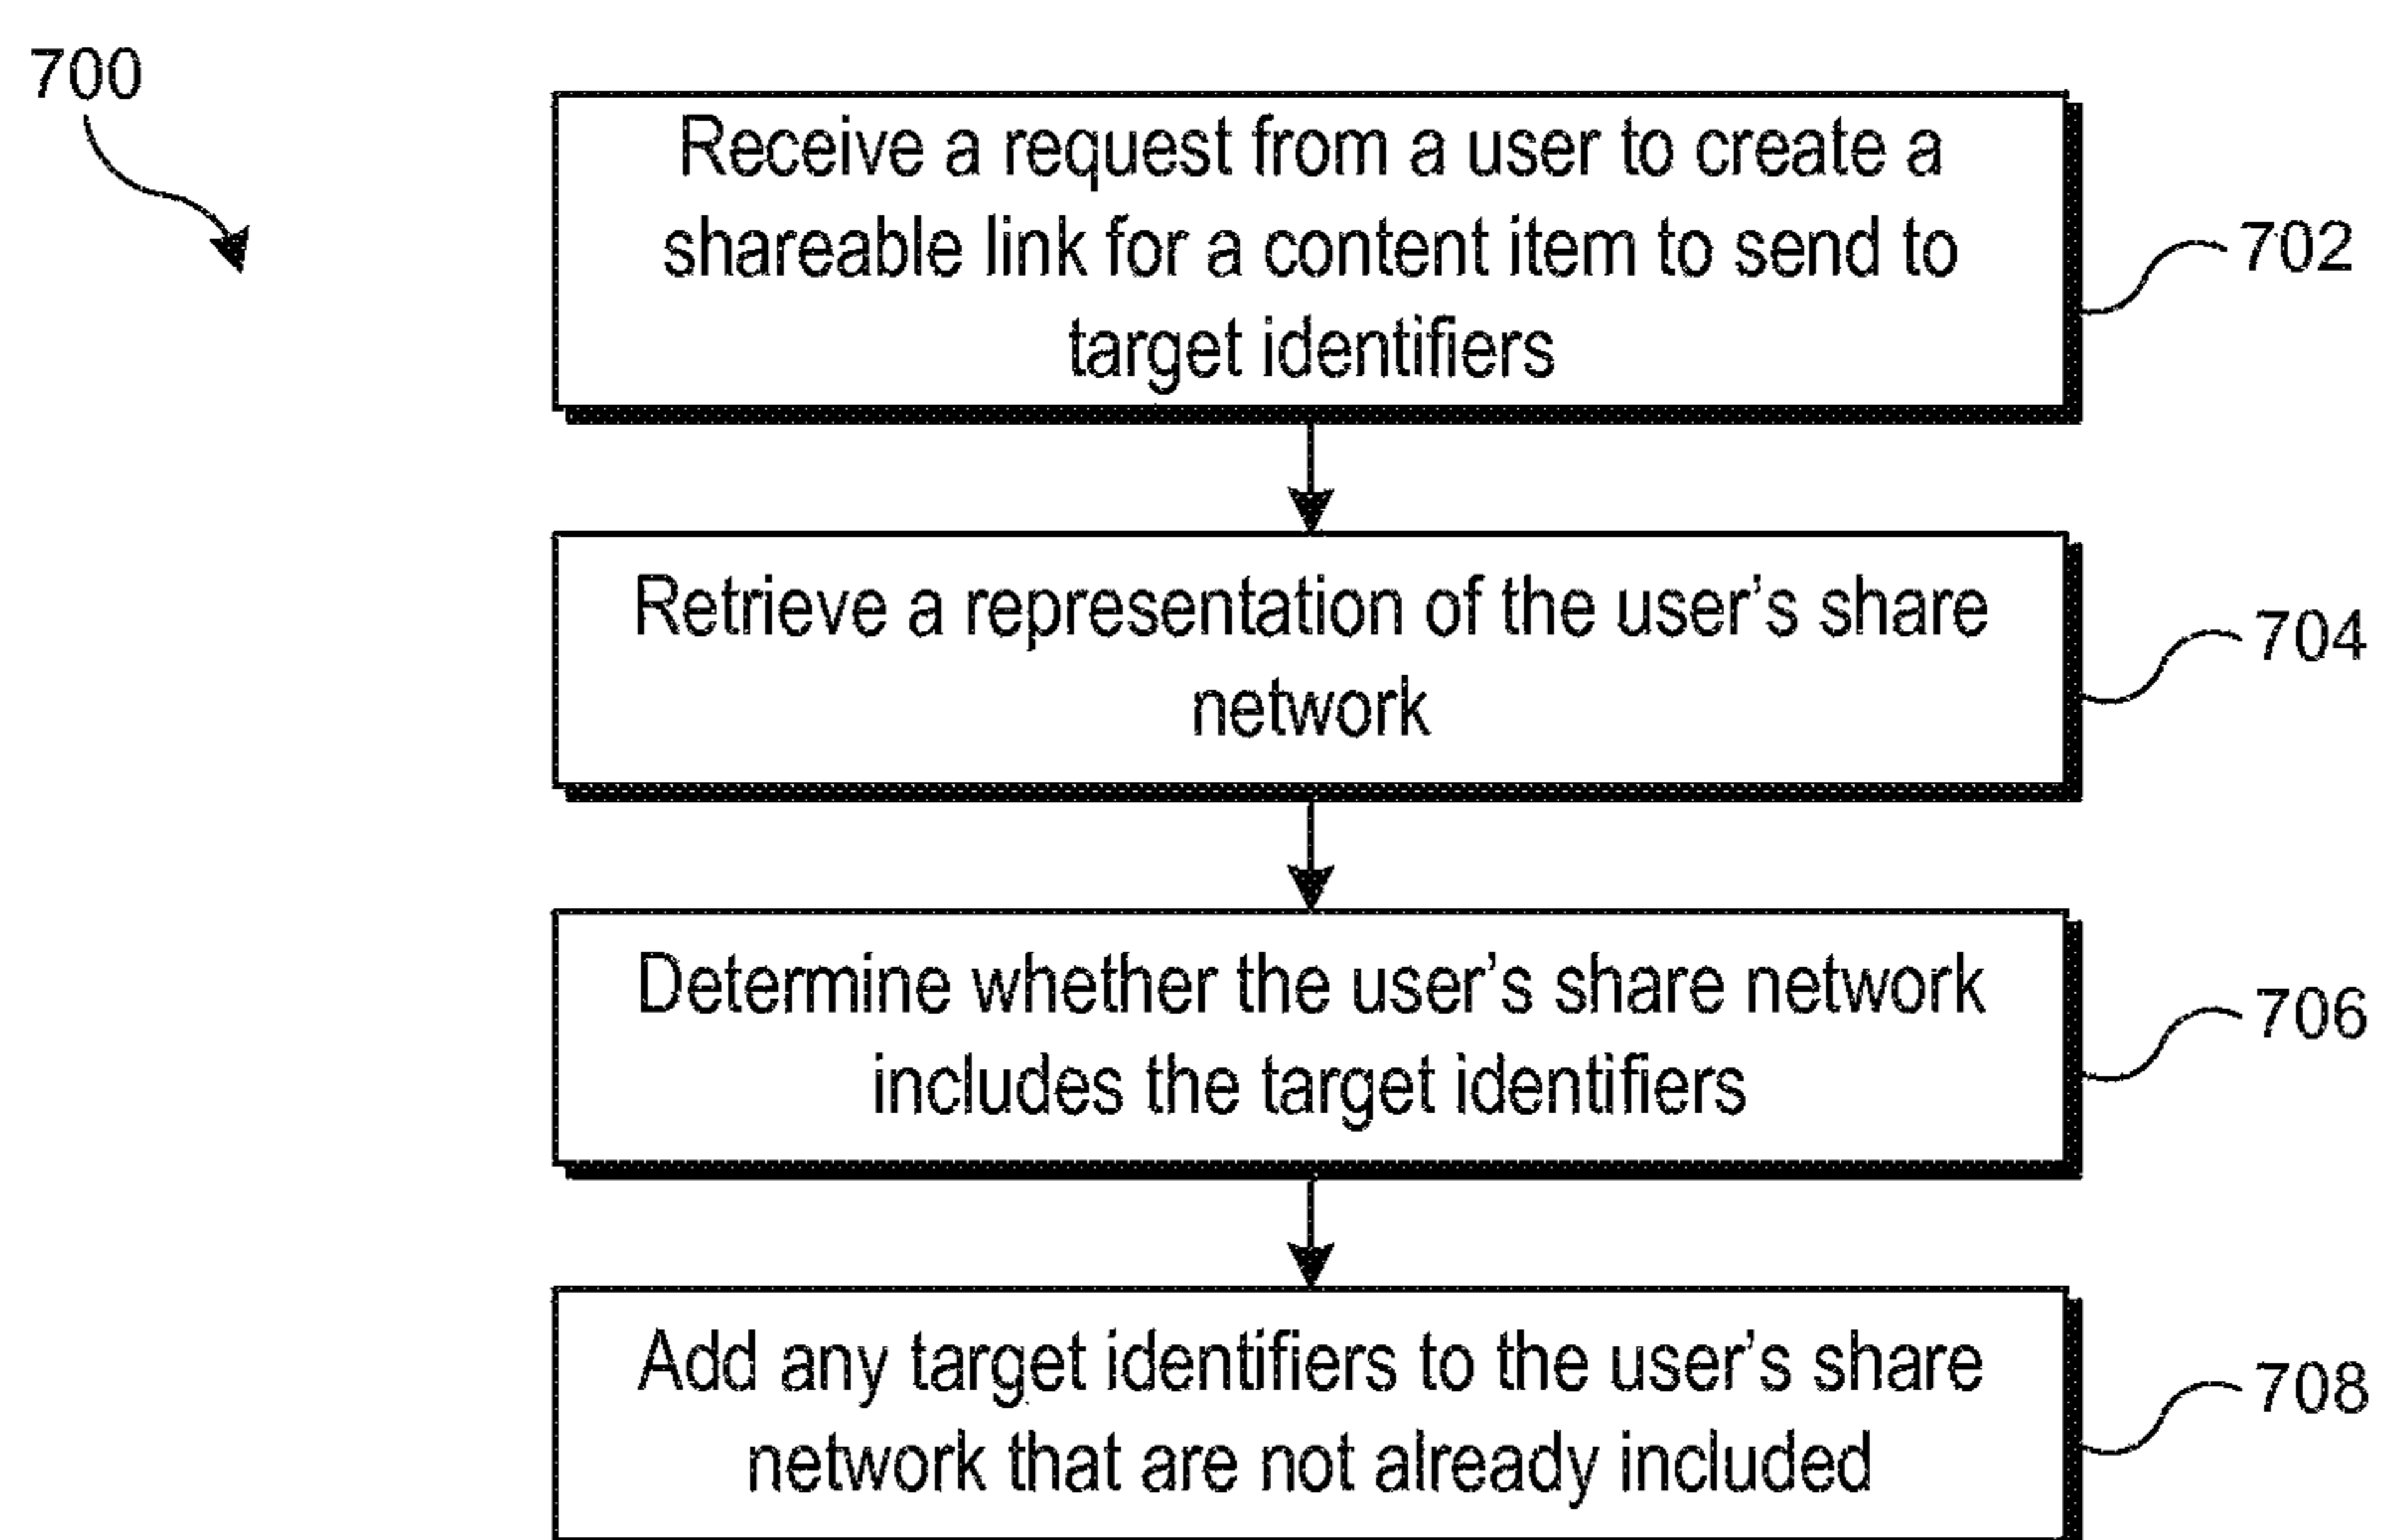 700
Receive a request from a user to create a
shareable link for a content item to send to
target identifiers
702
Retrieve a representation of the user’s share
network
704
Determine whether the user’s share network
includes the target identifiers
706
Add any target identifiers to the user’s share
network that are not already included
708